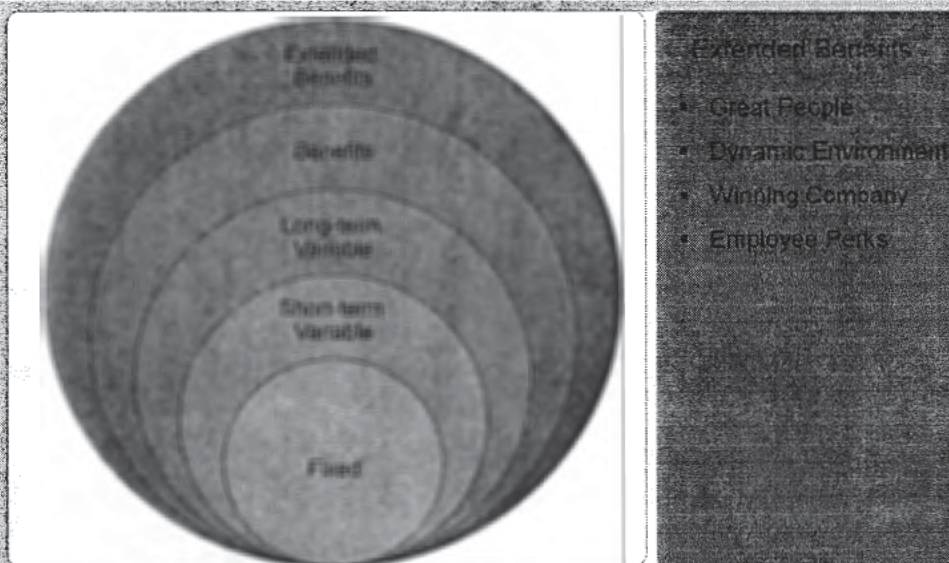 Extended
Benefits
Benefits
Long-term
Variable
Short-term
Variable
Fixed
Extended Benefits
• Great People
• Dynamic Environment
• Winning Company
• Employee Perks